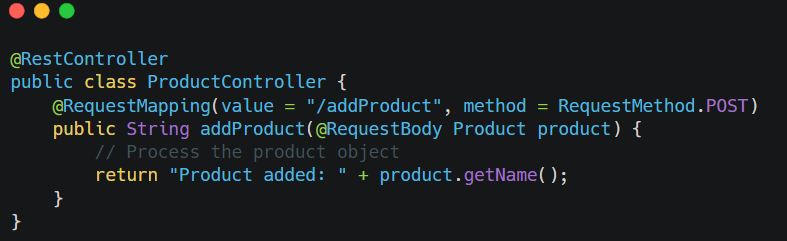 @RestController
public class ProductController {
    @RequestMapping(value = "/addProduct", method = RequestMethod.POST)
    public String addProduct(@RequestBody Product product) {
        // Process the product object
        return "Product added: " + product.getName();
    }
}